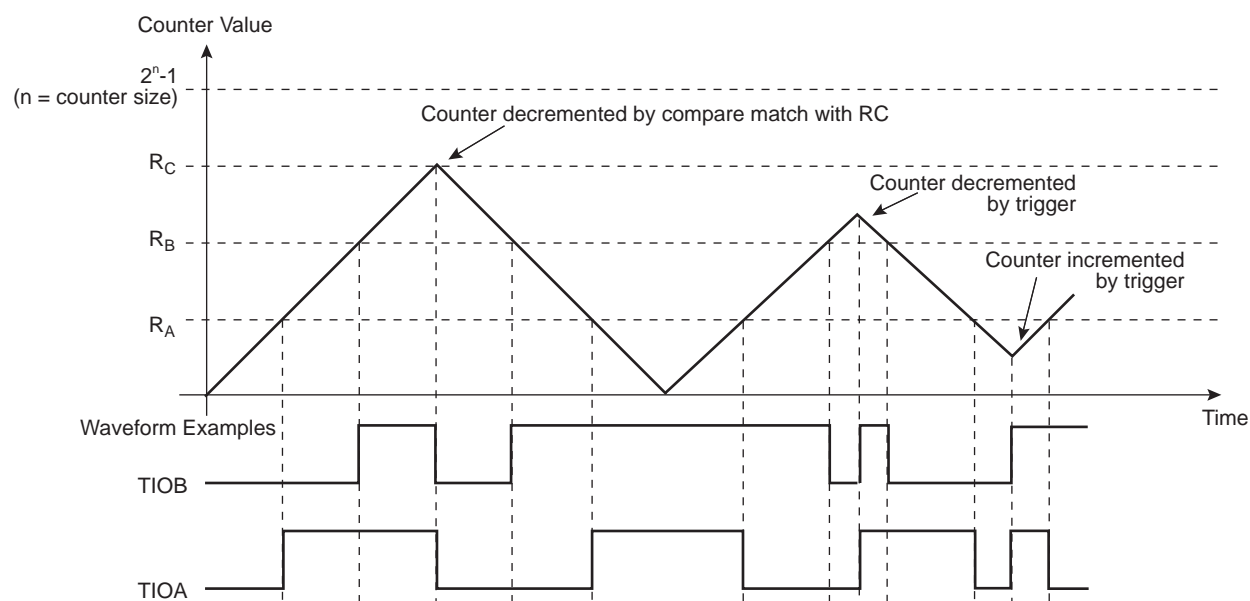 Counter Value
2ⁿ-1
(n = counter size)
Counter decremented by compare match with RC
R_C
Counter decremented
by trigger
R_B
Counter incremented
by trigger
R_A
Time
Waveform Examples
TIOB
TIOA